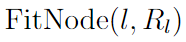 FitNode(l, R_l)